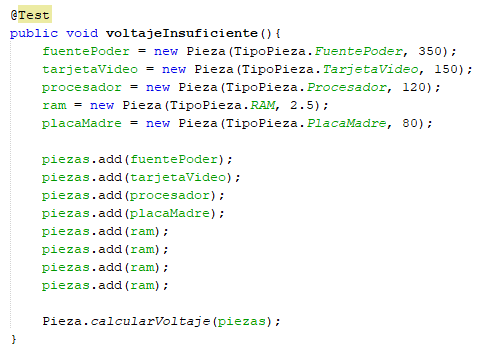 @Test
public void voltajeInsuficiente(){
fuentePoder = new Pieza(TipoPieza.FuentePoder, 350);
tarjetaVideo = new Pieza(TipoPieza.TarjetaVideo, 150);
procesador = new Pieza(TipoPieza.Procesador, 120);
ram = new Pieza(TipoPieza.RAM, 2.5);
placaMadre = new Pieza(TipoPieza.PlacaMadre, 80);
piezas.add(fuentePoder);
piezas.add(tarjetaVideo);
piezas.add(procesador);
piezas.add(placaMadre);
piezas.add(ram);
piezas.add(ram);
piezas.add(ram);
piezas.add(ram);
Pieza.calcularVoltaje(piezas);
}